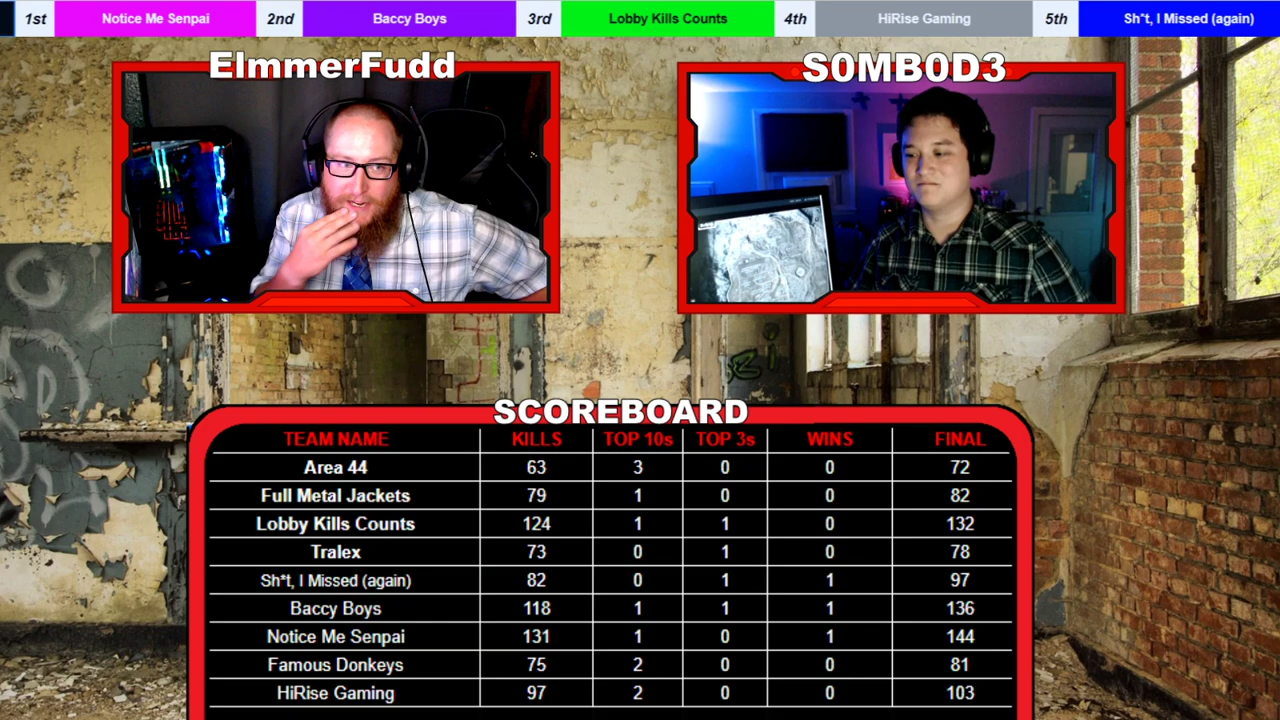 1st Notice Me Senpai 2nd Baccy Boys 3rd Lobby Kills Counts 4th HiRise Gaming 5th Sh*t, I Missed (again)
ElmmerFudd
S0MB0D3
SCOREBOARD
TEAM NAME KILLS TOP 10s TOP 3s WINS FINAL
Area 44 63 3 0 0 72
Full Metal Jackets 79 1 0 0 82
Lobby Kills Counts 124 1 1 0 132
Tralex 73 0 1 0 78
Sh*t, I Missed (again) 82 0 1 1 97
Baccy Boys 118 1 1 1 136
Notice Me Senpai 131 1 0 1 144
Famous Donkeys 75 2 0 0 81
HiRise Gaming 97 2 0 0 103